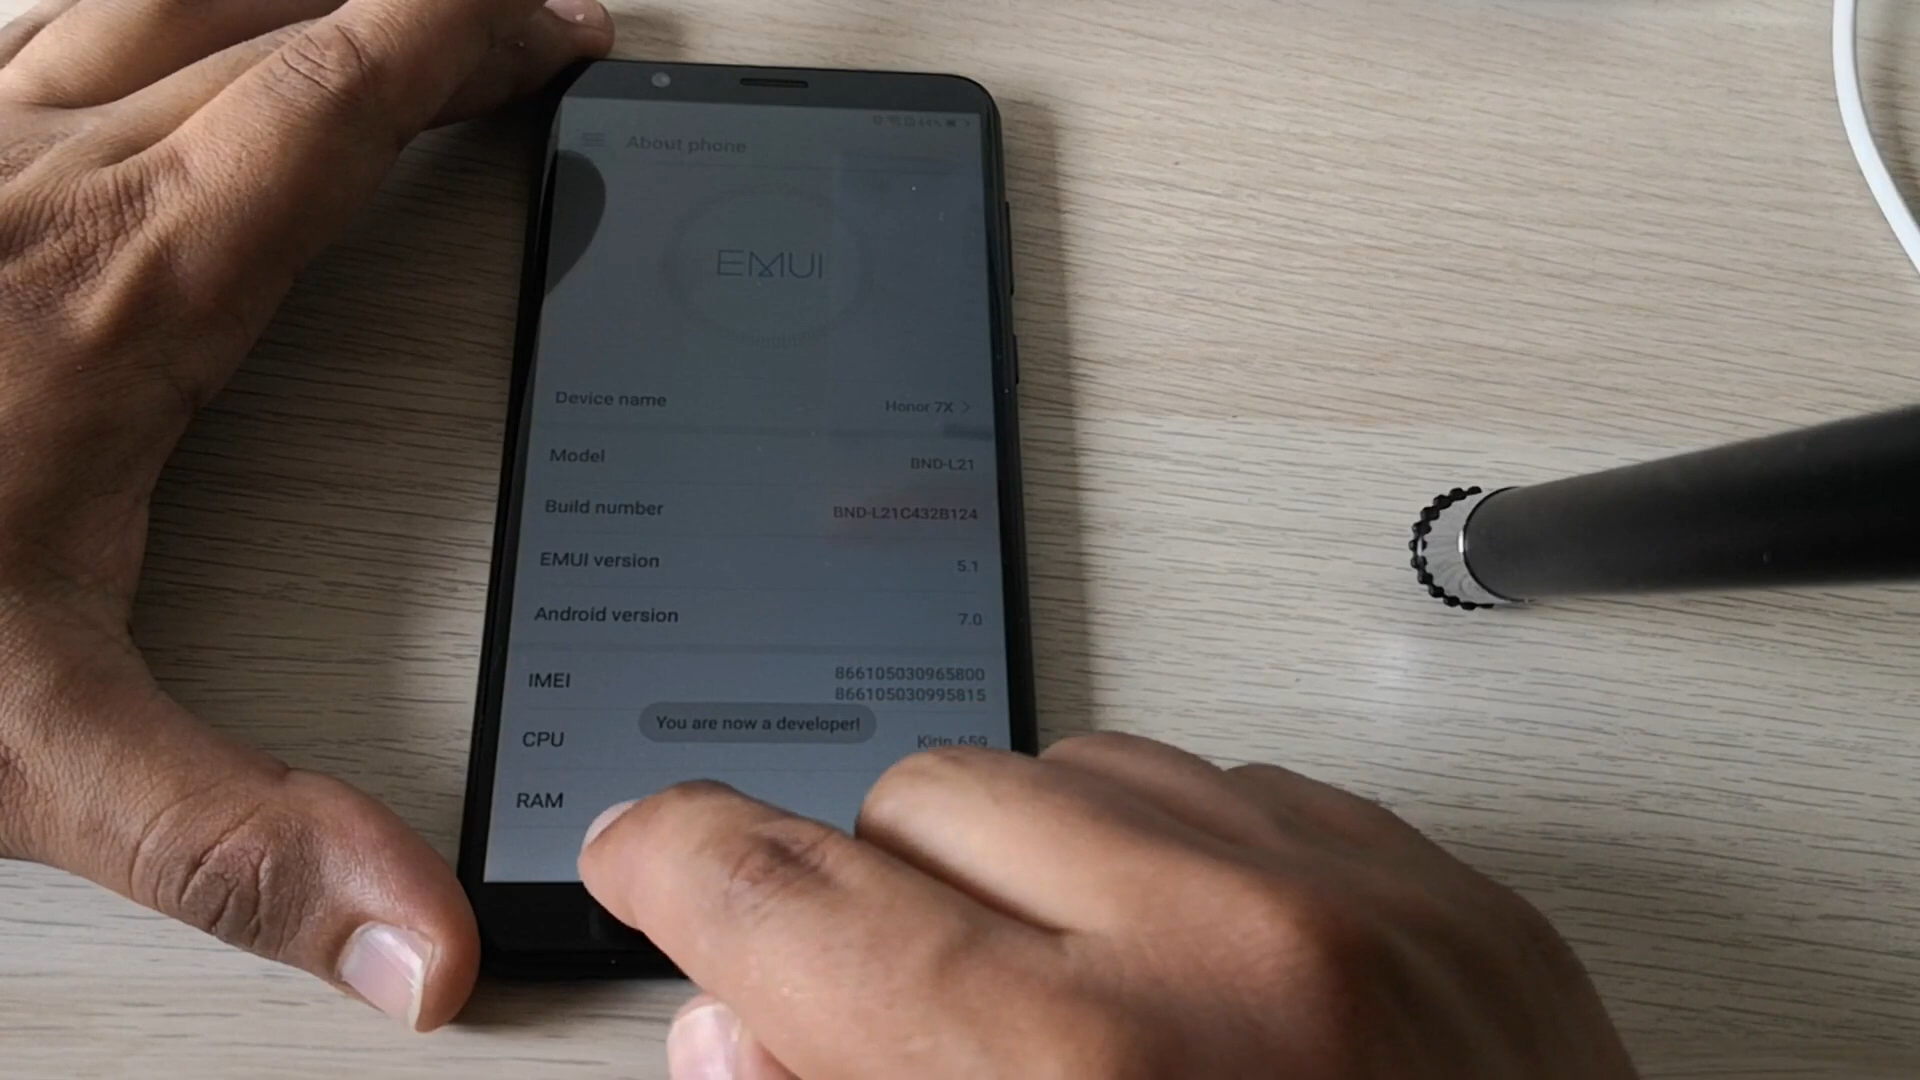 About phone
EMUI
Device name Honor 7X
Model BND-L21
Build number BND-L21C432B124
EMUI version 5.1
Android version 7.0
IMEI 866105030965800
866105030995815
You are now a developer!
CPU Kirin 659
RAM